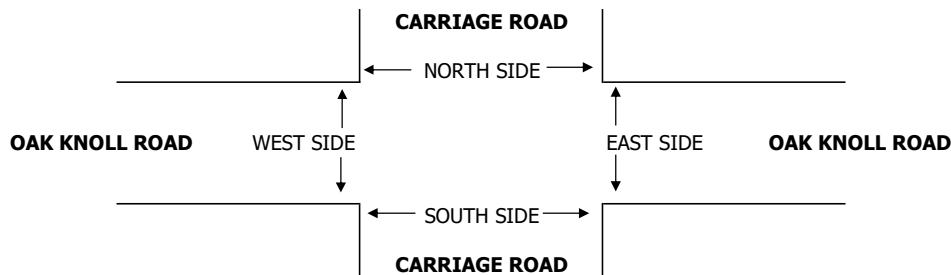 CARRIAGE ROAD
NORTH SIDE
OAK KNOLL ROAD WEST SIDE EAST SIDE OAK KNOLL ROAD
SOUTH SIDE
CARRIAGE ROAD